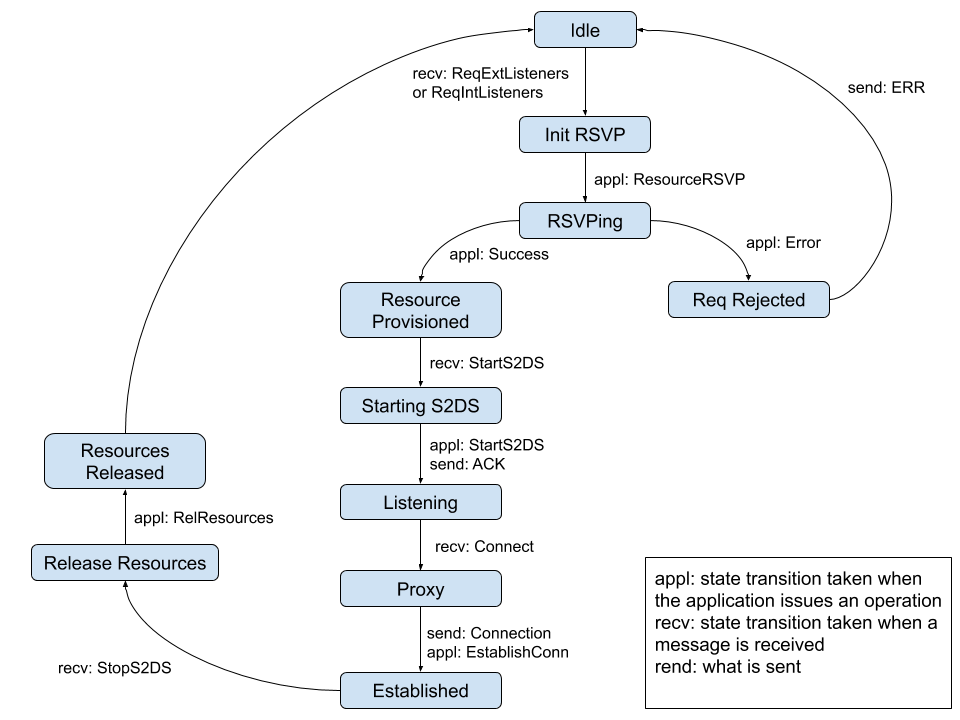 Idle
recv: ReqExtListeners
or ReqIntListeners
send: ERR
Init RSVP
appl: ResourceRSVP
RSVPing
appl: Success
appl: Error
Resource
Provisioned
Req Rejected
recv: StartS2DS
Starting S2DS
appl: StartS2DS
send: ACK
Resources
Released
Listening
appl: RelResources
recv: Connect
Release Resources
Proxy
send: Connection
appl: EstablishConn
recv: StopS2DS
Established
appl: state transition taken when
the application issues an operation
recv: state transition taken when a
message is received
rend: what is sent